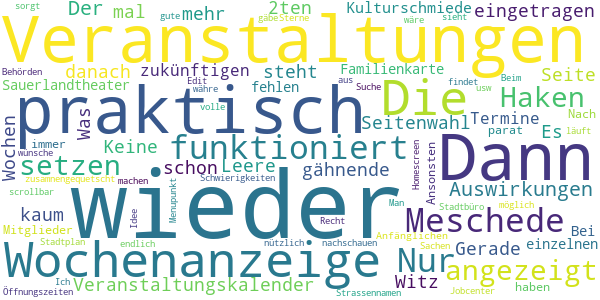 sorgt
Der
mal
gute
mehr
gäbe
Sterne
2ten
wäre
Kulturschmiede
sieht
eingetragen
Veranstaltungen
danach
zukünftigen
steht
Familienkarte
aus
Suche
findet
Beim
usw
Seite
Nach
Behörden
Sauerlandtheater
Edit
währe
volle
fehlen
praktisch
Die
Haken
Seitenwahl
Termine
parat
Es
läuft
Wochen
immer
wünsche
Keine
Was
funktioniert
Homescreen
Dann
setzen
schon
Leere
gähnende
Ansonsten
Auswirkungen
zusammengequetscht
scrollbar
machen
Menüpunkt
Schwierigkeiten
Man
Stadtbüro
möglich
kaum
wieder
Recht
Meschede
Bei
Mitglieder
Idee
Anfänglichen
Gerade
einzelnen
Stadtplan
endlich
nützlich
nachschauen
Sachen
Wochenanzeige
Nur
angezeigt
Ich
Veranstaltungskalender
Witz
haben
Öffnungszeiten
Strassennamen
Jobcenter